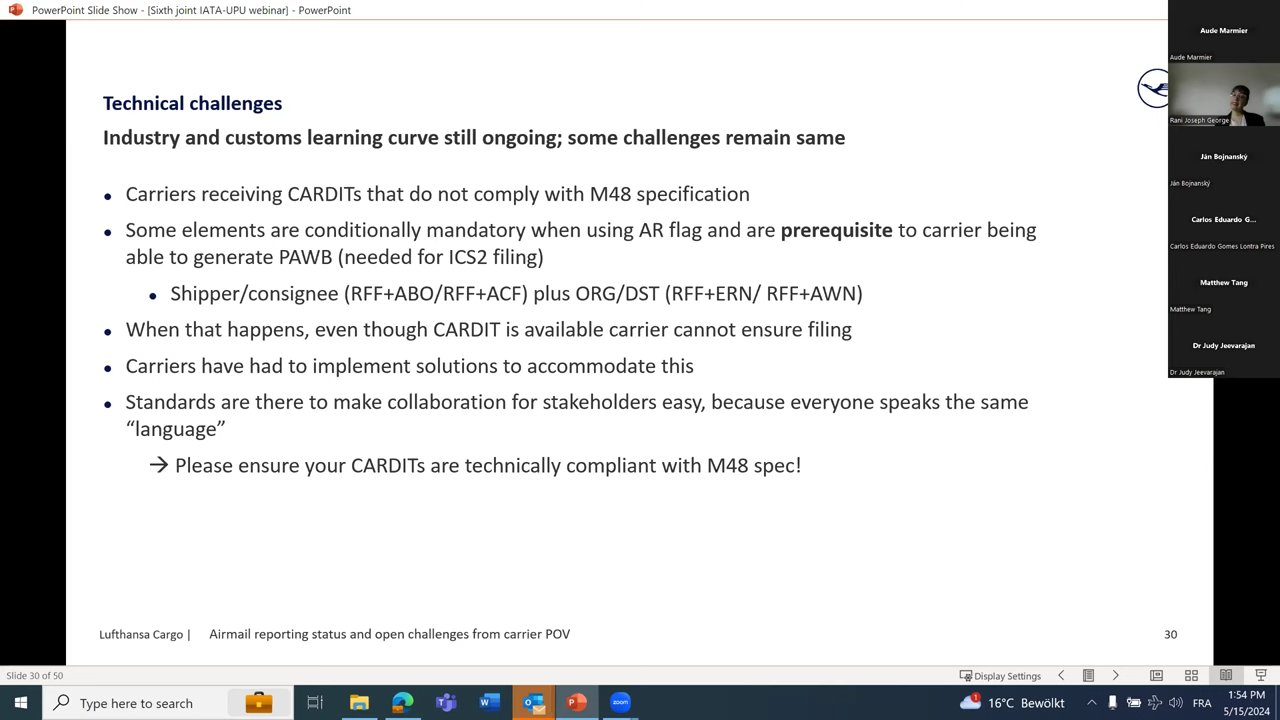 PowerPoint Slide Show - [Sixth joint IATA-UPU webinar] - PowerPoint
Aude Marmier
Aude Marmier
Rani Joseph George
Ján Bojnanský
Ján Bojnanský
Carlos Eduardo G...
Carlos Eduardo Gomes Lontra Pires
Matthew Tang
Matthew Tang
Dr Judy Jeevarajan
Dr Judy Jeevarajan
Technical challenges
Industry and customs learning curve still ongoing; some challenges remain same
• Carriers receiving CARDITs that do not comply with M48 specification
• Some elements are conditionally mandatory when using AR flag and are prerequisite to carrier being
able to generate PAWB (needed for ICS2 filing)
• Shipper/consignee (RFF+ABO/RFF+ACF) plus ORG/DST (RFF+ERN/ RFF+AWN)
• When that happens, even though CARDIT is available carrier cannot ensure filing
• Carriers have had to implement solutions to accommodate this
• Standards are there to make collaboration for stakeholders easy, because everyone speaks the same
“language”
→ Please ensure your CARDITs are technically compliant with M48 spec!
Lufthansa Cargo | Airmail reporting status and open challenges from carrier POV 30
Slide 30 of 50
Display Settings
Type here to search
zoom
1
16°C Bewölkt
FRA
1:54 PM
5/15/2024